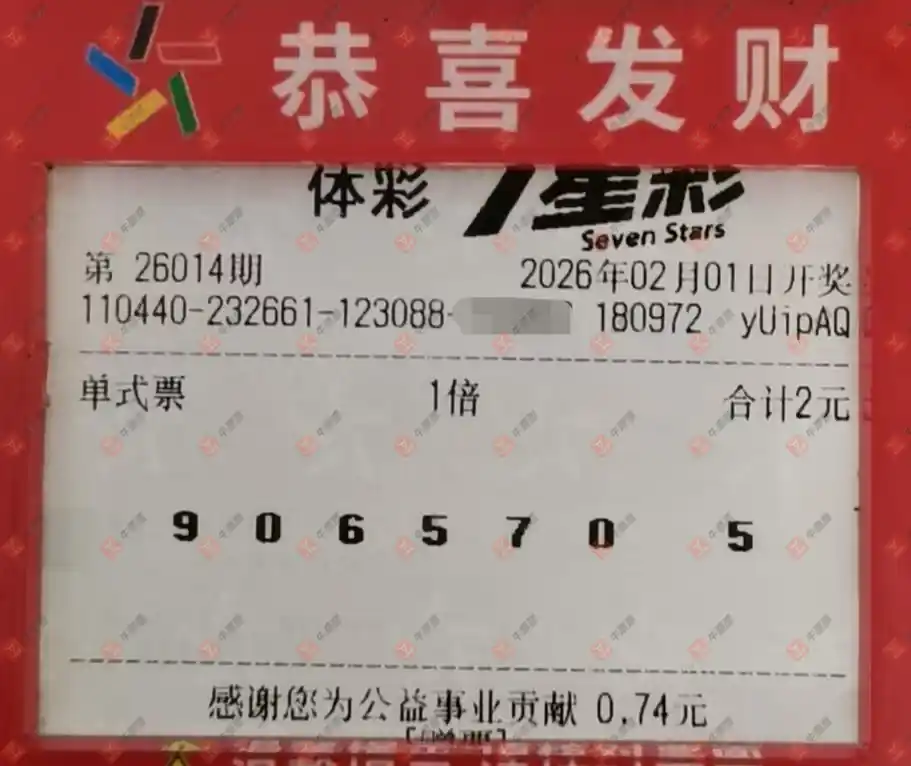 恭喜发财
体彩 7星彩
Seven Stars
第 26014期 2026年02月01日开奖
110440-232661-123088- 180972 yUipAQ
单式票 1倍 合计2元
9 0 6 5 7 0 5
感谢您为公益事业贡献 0.74元